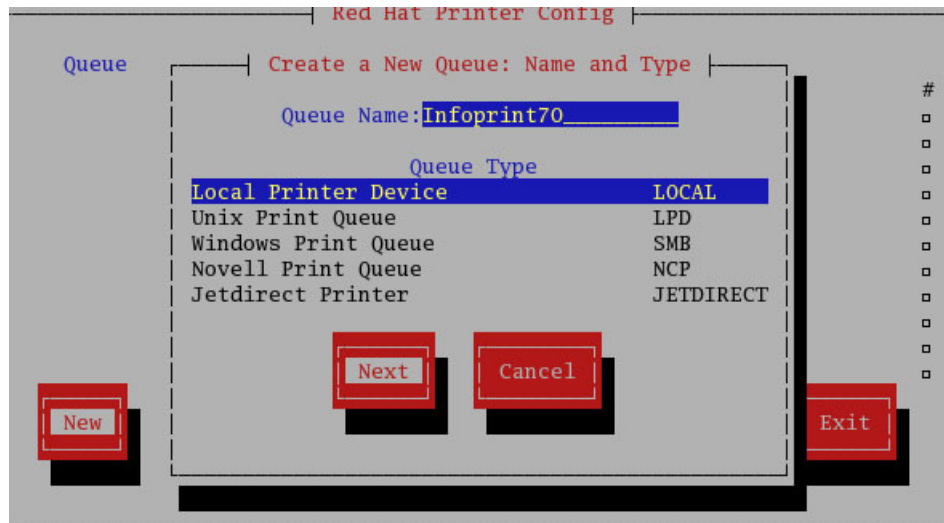 Red Hat Printer Config
Queue
Create a New Queue: Name and Type
#
Queue Name:Infoprint70__________
Queue Type
Local Printer Device LOCAL
Unix Print Queue LPD
Windows Print Queue SMB
Novell Print Queue NCP
Jetdirect Printer JETDIRECT
Next Cancel
New Exit